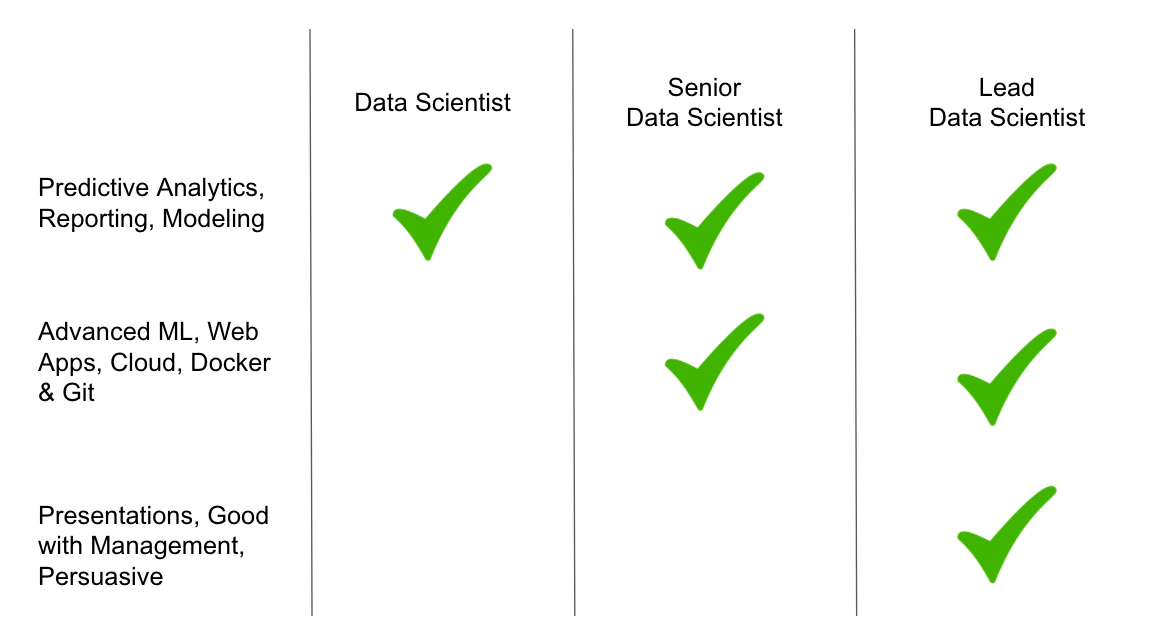 Data Scientist
Senior
Data Scientist
Lead
Data Scientist
Predictive Analytics,
Reporting, Modeling
Advanced ML, Web
Apps, Cloud, Docker
& Git
Presentations, Good
with Management,
Persuasive